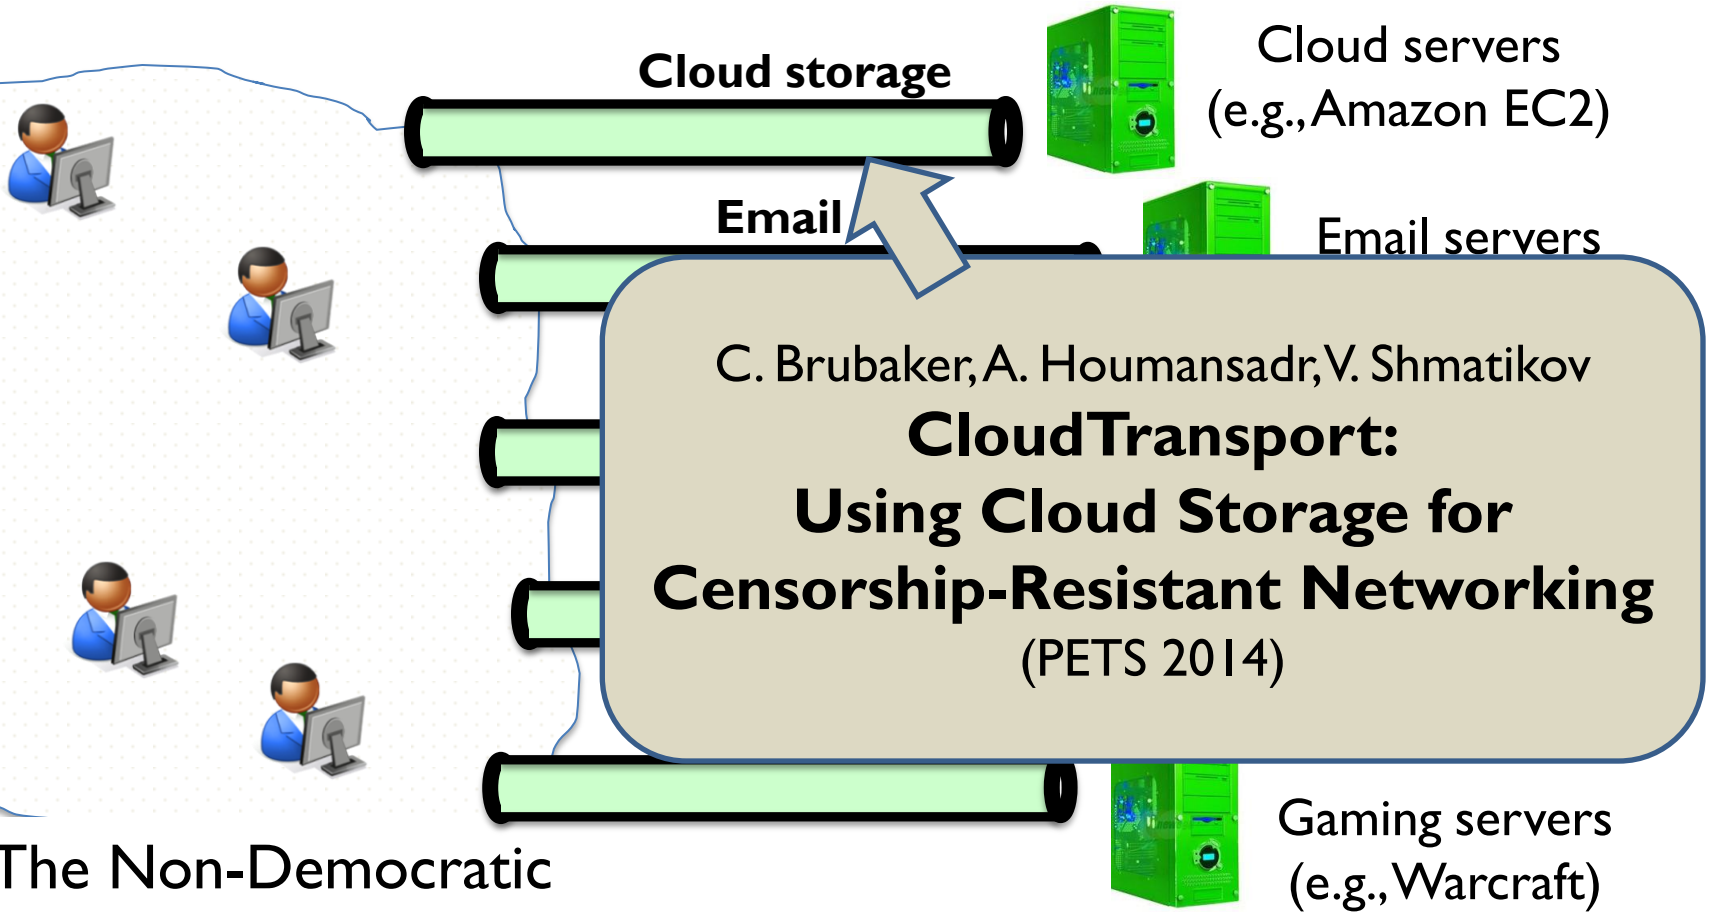 Cloud storage
Cloud servers
(e.g., Amazon EC2)
Email
Email servers
C. Brubaker, A. Houmansadr, V. Shmatikov
CloudTransport:
Using Cloud Storage for
Censorship-Resistant Networking
(PETS 2014)
Gaming servers
(e.g., Warcraft)
The Non-Democratic